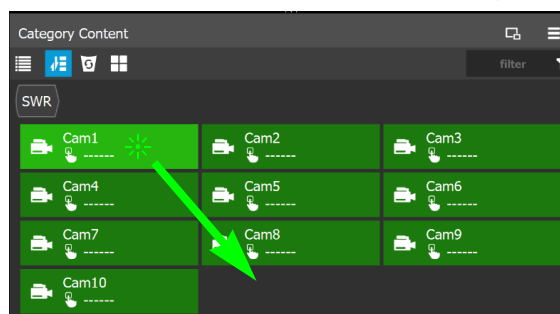 Category Content
filter
SWR
Cam1
------
Cam2
------
Cam3
------
Cam4
------
Cam5
------
Cam6
------
Cam7
------
Cam8
------
Cam9
------
Cam10
------